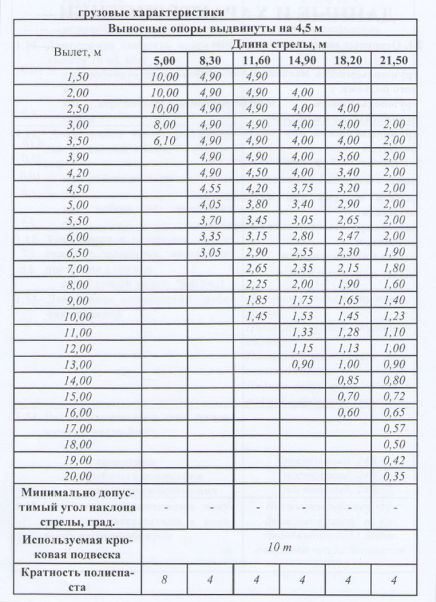 грузовые характеристики
Выносные опоры выдвинуты на 4,5 м
Вылет, м
Длина стрелы, м
5,00 8,30 11,60 14,90 18,20 21,50
1,50 10,00 4,90 4,90
2,00 10,00 4,90 4,90 4,00
2,50 10,00 4,90 4,90 4,00 4,00
3,00 8,00 4,90 4,90 4,00 4,00 2,00
3,50 6,10 4,90 4,90 4,00 4,00 2,00
3,90 4,90 4,90 4,00 3,60 2,00
4,20 4,90 4,50 4,00 3,40 2,00
4,50 4,55 4,20 3,75 3,20 2,00
5,00 4,05 3,80 3,40 2,90 2,00
5,50 3,70 3,45 3,05 2,65 2,00
6,00 3,35 3,15 2,80 2,47 2,00
6,50 3,05 2,90 2,55 2,30 1,90
7,00 2,65 2,35 2,15 1,80
8,00 2,25 2,00 1,90 1,60
9,00 1,85 1,75 1,65 1,40
10,00 1,45 1,53 1,45 1,23
11,00 1,33 1,28 1,10
12,00 1,15 1,13 1,00
13,00 0,90 1,00 0,90
14,00 0,85 0,80
15,00 0,70 0,72
16,00 0,60 0,65
17,00 0,57
18,00 0,50
19,00 0,42
20,00 0,35
Минимально допус-
тимый угол наклона
стрелы, град.
- - - - - -
Используемая крю-
ковая подвеска
10 т
Кратность полиспа-
ста
8 4 4 4 4 4